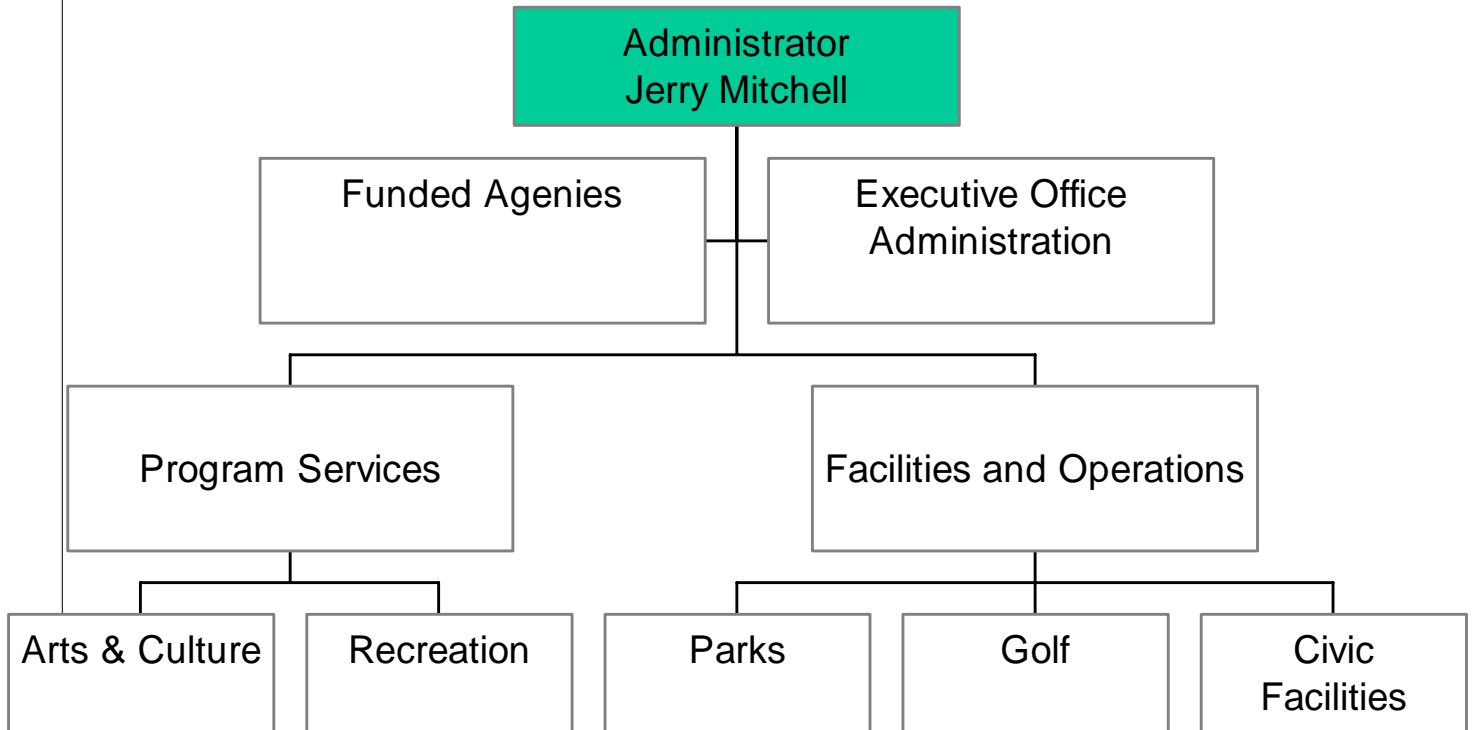 Administrator
Jerry Mitchell
Funded Agenies
Executive Office
Administration
Program Services
Facilities and Operations
Arts & Culture
Recreation
Parks
Golf
Civic
Facilities